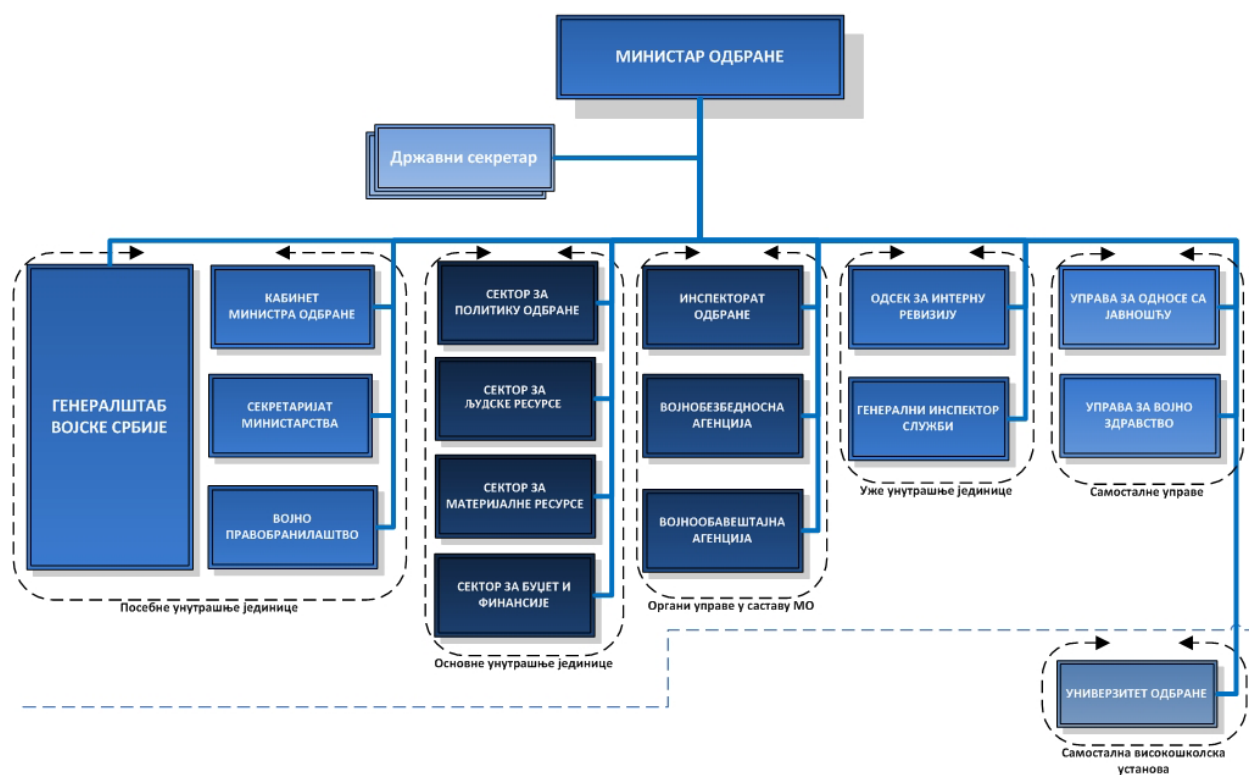 МИНИСТАР ОДБРАНЕ
Државни секретар
ГЕНЕРАЛШТАБ
ВОЈСКЕ СРБИЈЕ
КАБИНЕТ
МИНИСТРА ОДБРАНЕ
СЕКРЕТАРИЈАТ
МИНИСТАРСТВА
ВОЈНО
ПРАВОБРАНИЛАШТВО
Посебне унутрашње јединице
СЕКТОР ЗА
ПОЛИТИКУ ОДБРАНЕ
СЕКТОР ЗА
ЉУДСКЕ РЕСУРСЕ
СЕКТОР ЗА
МАТЕРИЈАЛНЕ РЕСУРСЕ
СЕКТОР ЗА БУЏЕТ И
ФИНАНСИЈЕ
Основне унутрашње јединице
ИНСПЕКТОРАТ
ОДБРАНЕ
ВОЈНОБЕЗБЕДНОСНА
АГЕНЦИЈА
ВОЈНООБАВЕШТАЈНА
АГЕНЦИЈА
Органи управе у саставу МО
ОДСЕК ЗА ИНТЕРНУ
РЕВИЗИЈУ
ГЕНЕРАЛНИ ИНСПЕКТОР
СЛУЖБИ
Уже унутрашње јединице
УПРАВА ЗА ОДНОСЕ СА
ЈАВНОШЋУ
УПРАВА ЗА ВОЈНО
ЗДРАВСТВО
Самосталне управе
УНИВЕРЗИТЕТ ОДБРАНЕ
Самостална високошколска
установа